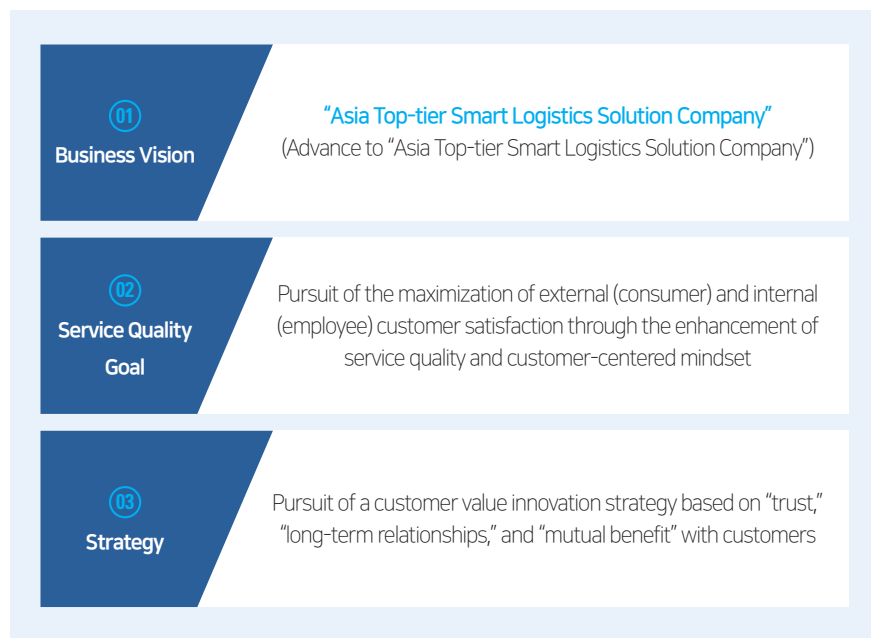 01
Business Vision
“Asia Top-tier Smart Logistics Solution Company”
(Advance to “Asia Top-tier Smart Logistics Solution Company”)
02
Service Quality
Goal
Pursuit of the maximization of external (consumer) and internal
(employee) customer satisfaction through the enhancement of
service quality and customer-centered mindset
03
Strategy
Pursuit of a customer value innovation strategy based on “trust,”
“long-term relationships,” and “mutual benefit” with customers